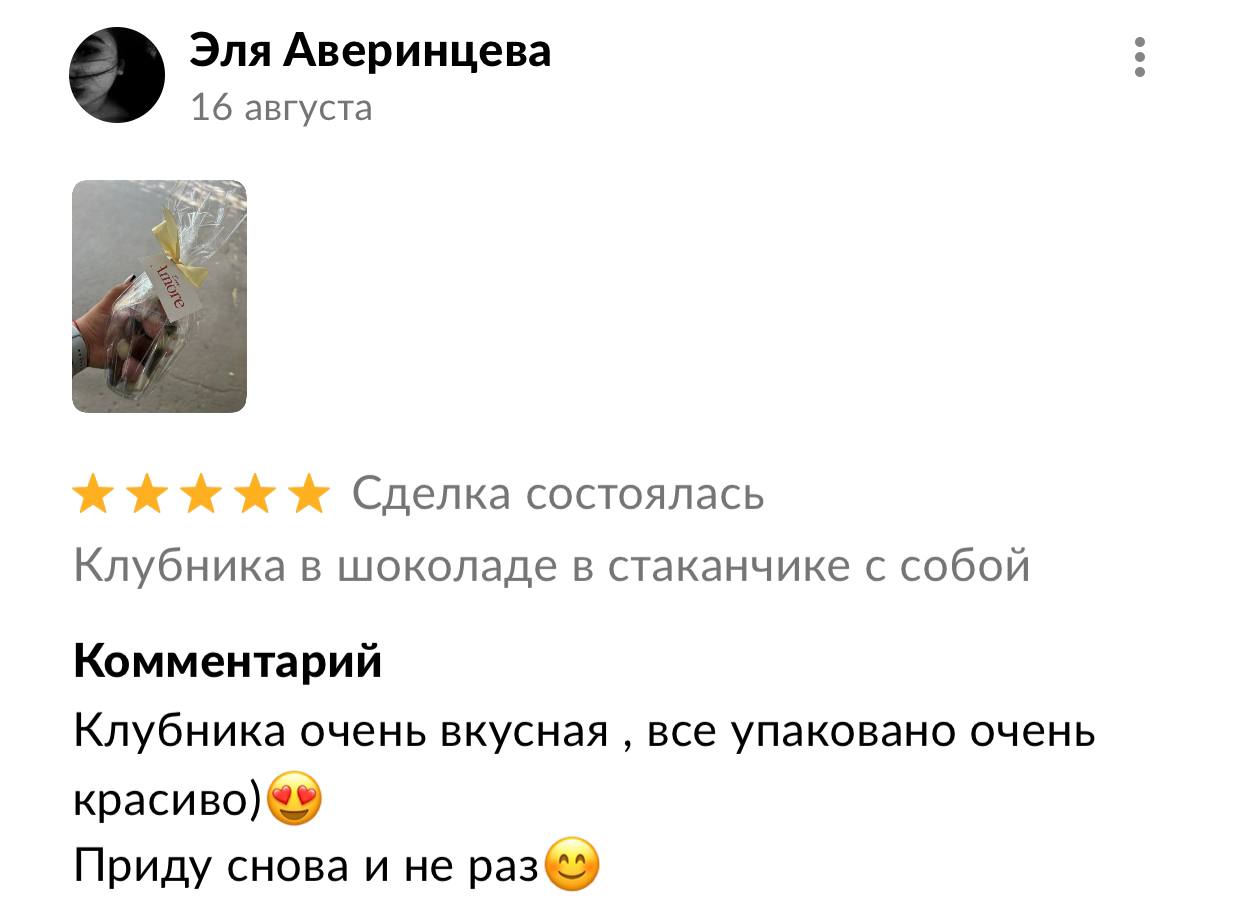 Эля Аверинцева
16 августа
Amore
Сделка состоялась
Клубника в шоколаде в стаканчике с собой
Комментарий
Клубника очень вкусная , все упаковано очень
красиво)😍
Приду снова и не раз😊